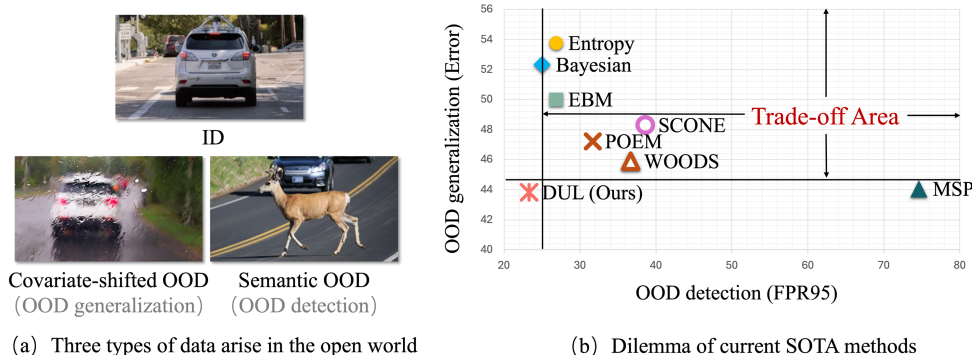 ID
Covariate-shifted OOD
(OOD generalization)
Semantic OOD
(OOD detection)
(a) Three types of data arise in the open world
OOD generalization (Error)
56
54
52
50
48
46
44
42
40
Entropy
Bayesian
EBM
SCONE
POEM
WOODS
DUL (Ours)
MSP
Trade-off Area
20
30
40
50
60
70
80
OOD detection (FPR95)
(b) Dilemma of current SOTA methods